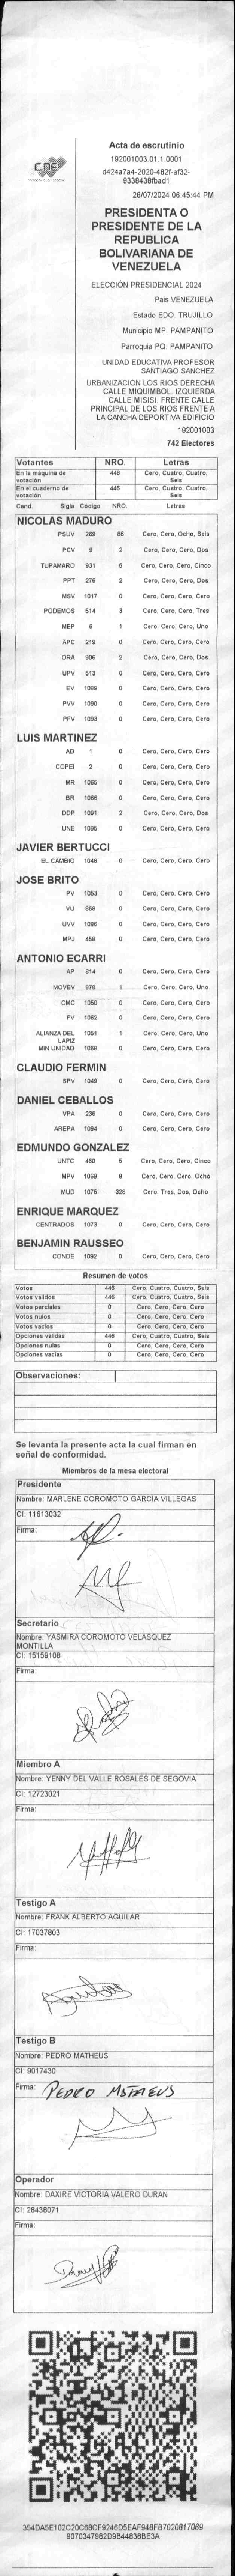 CNE
Acta de escrutinio
192001003.01.1.0001
d424a7a4-2020-482f-af32-
9338438fbad1
28/07/2024 06:45:44 PM
PRESIDENTA O
PRESIDENTE DE LA
REPUBLICA
BOLIVARIANA DE
VENEZUELA
ELECCIÓN PRESIDENCIAL 2024
Pais VENEZUELA
Estado EDO. TRUJILLO
Municipio MP. PAMPANITO
Parroquia PQ. PAMPANITO
UNIDAD EDUCATIVA PROFESOR
SANTIAGO SANCHEZ
URBANIZACION LOS RIOS DERECHA
CALLE MIQUIMBOL IZQUIERDA
CALLE MISISI. FRENTE CALLE
PRINCIPAL DE LOS RIOS FRENTE A
LA CANCHA DEPORTIVA EDIFICIO
192001003
742 Electores
Votantes NRO. Letras
En la máquina de votación 446 Cero, Cuatro, Cuatro, Seis
En el cuaderno de votación 446 Cero, Cuatro, Cuatro, Seis
Cand. Sigla Código NRO. Letras
NICOLAS MADURO
PSUV 269 86 Cero, Cero, Ocho, Seis
PCV 9 2 Cero, Cero, Cero, Dos
TUPAMARO 931 5 Cero, Cero, Cero, Cinco
PPT 276 2 Cero, Cero, Cero, Dos
MSV 1017 0 Cero, Cero, Cero, Cero
PODEMOS 514 3 Cero, Cero, Cero, Tres
MEP 6 1 Cero, Cero, Cero, Uno
APC 219 0 Cero, Cero, Cero, Cero
ORA 906 2 Cero, Cero, Cero, Dos
UPV 613 0 Cero, Cero, Cero, Cero
EV 1089 0 Cero, Cero, Cero, Cero
PVV 1090 0 Cero, Cero, Cero, Cero
PFV 1093 0 Cero, Cero, Cero, Cero
LUIS MARTINEZ
AD 1 0 Cero, Cero, Cero, Cero
COPEI 2 0 Cero, Cero, Cero, Cero
MR 1065 0 Cero, Cero, Cero, Cero
BR 1066 0 Cero, Cero, Cero, Cero
DDP 1091 2 Cero, Cero, Cero, Dos
UNE 1095 0 Cero, Cero, Cero, Cero
JAVIER BERTUCCI
EL CAMBIO 1048 0 Cero, Cero, Cero, Cero
JOSE BRITO
PV 1053 0 Cero, Cero, Cero, Cero
VU 968 0 Cero, Cero, Cero, Cero
UVV 1096 0 Cero, Cero, Cero, Cero
MPJ 459 0 Cero, Cero, Cero, Cero
ANTONIO ECARRI
AP 914 0 Cero, Cero, Cero, Cero
MOVEV 976 1 Cero, Cero, Cero, Uno
CMC 1050 0 Cero, Cero, Cero, Cero
FV 1062 0 Cero, Cero, Cero, Cero
ALIANZA DEL LAPIZ 1051 1 Cero, Cero, Cero, Uno
MIN UNIDAD 1088 0 Cero, Cero, Cero, Cero
CLAUDIO FERMIN
SPV 1049 0 Cero, Cero, Cero, Cero
DANIEL CEBALLOS
VPA 236 0 Cero, Cero, Cero, Cero
AREPA 1084 0 Cero, Cero, Cero, Cero
EDMUNDO GONZALEZ
UNTC 460 5 Cero, Cero, Cero, Cinco
MPV 1069 8 Cero, Cero, Cero, Ocho
MUD 1075 328 Cero, Tres, Dos, Ocho
ENRIQUE MARQUEZ
CENTRADOS 1073 0 Cero, Cero, Cero, Cero
BENJAMIN RAUSSEO
CONDE 1092 0 Cero, Cero, Cero, Cero
Resumen de votos
Votos 446 Cero, Cuatro, Cuatro, Seis
Votos validos 446 Cero, Cuatro, Cuatro, Seis
Votos parciales 0 Cero, Cero, Cero, Cero
Votos nulos 0 Cero, Cero, Cero, Cero
Votos vacios 0 Cero, Cero, Cero, Cero
Opciones validas 446 Cero, Cuatro, Cuatro, Seis
Opciones nulas 0 Cero, Cero, Cero, Cero
Opciones vacias 0 Cero, Cero, Cero, Cero
Observaciones:
Se levanta la presente acta la cual firman en
señal de conformidad.
Miembros de la mesa electoral
Presidente
Nombre: MARLENE COROMOTO GARCIA VILLEGAS
CI: 11613032
Firma:
Secretario
Nombre: YASMIRA COROMOTO VELASQUEZ
MONTILLA
CI: 15159108
Firma:
Miembro A
Nombre: YENNY DEL VALLE ROSALES DE SEGOVIA
CI: 12723021
Firma:
Testigo A
Nombre: FRANK ALBERTO AGUILAR
CI: 17037803
Firma:
Testigo B
Nombre: PEDRO MATHEUS
CI: 9017430
Firma: PEDRO MATHEUS
Operador
Nombre: DAXIRE VICTORIA VALERO DURAN
CI: 28438071
Firma:
354DA5E102C20C68CF9246D5EAF948FB7020817069
9070347982D9B44838BE3A